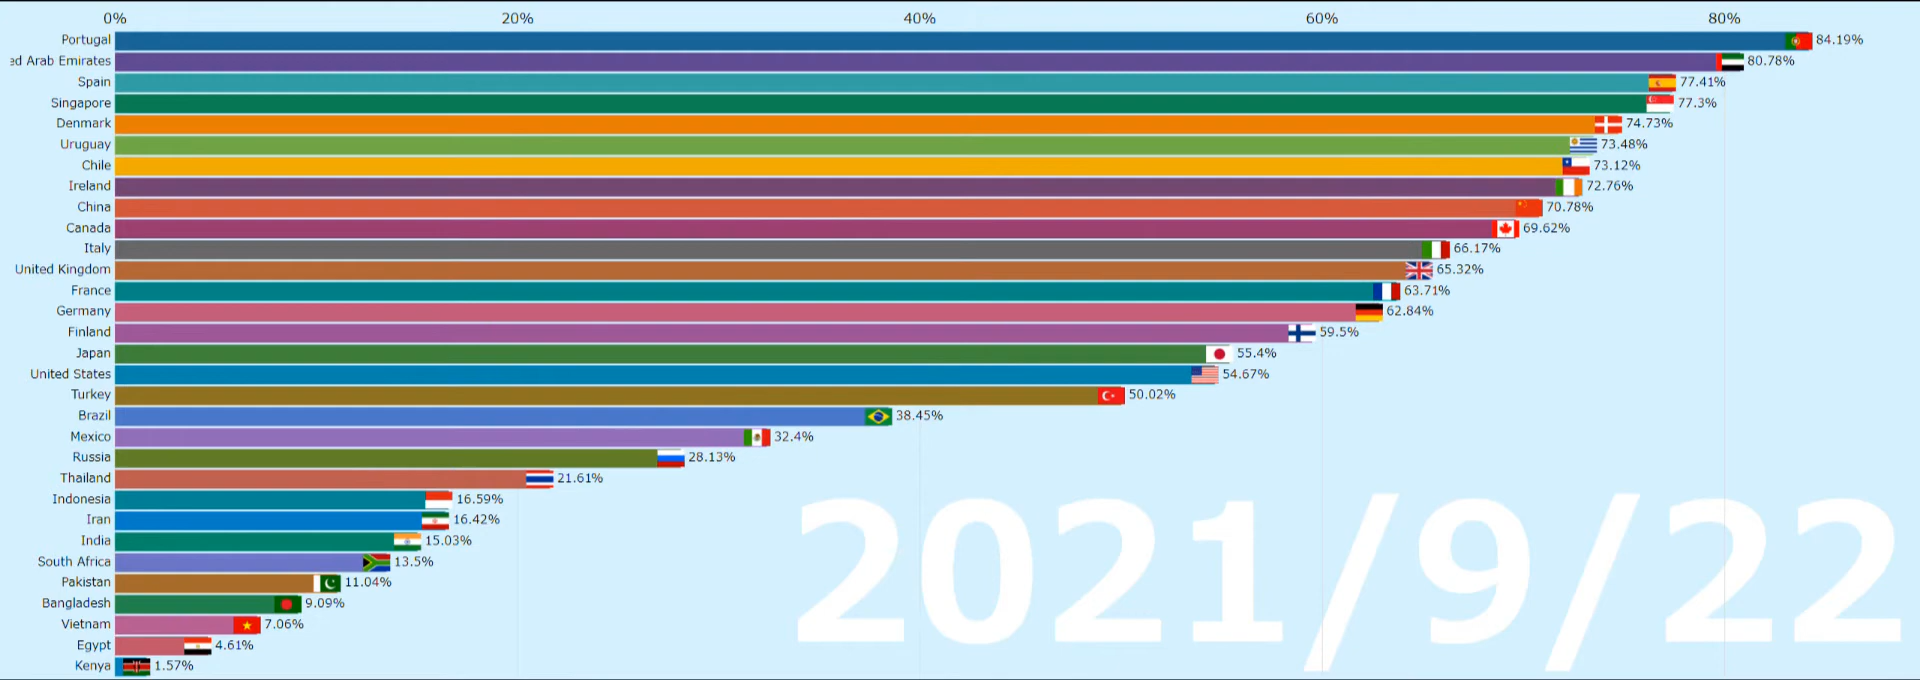 0% 20% 40% 60% 80%
Portugal 84.19%
ed Arab Emirates 80.78%
Spain 77.41%
Singapore 77.3%
Denmark 74.73%
Uruguay 73.48%
Chile 73.12%
Ireland 72.76%
China 70.78%
Canada 69.62%
Italy 66.17%
United Kingdom 65.32%
France 63.71%
Germany 62.84%
Finland 59.5%
Japan 55.4%
United States 54.67%
Turkey 50.02%
Brazil 38.45%
Mexico 32.4%
Russia 28.13%
Thailand 21.61%
Indonesia 16.59%
Iran 16.42%
India 15.03%
South Africa 13.5%
Pakistan 11.04%
Bangladesh 9.09%
Vietnam 7.06%
Egypt 4.61%
Kenya 1.57%
2021/9/22